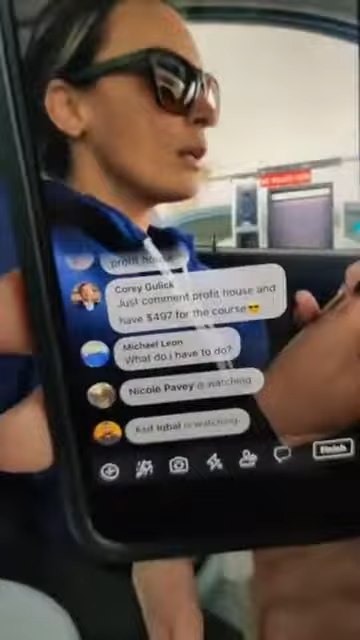 profit house
Corey Gulick
Just comment profit house and
have $497 for the course😎
Michael Leon
What do i have to do?
Nicole Pavey is watching.
Asif Iqbal is watching.
Finish